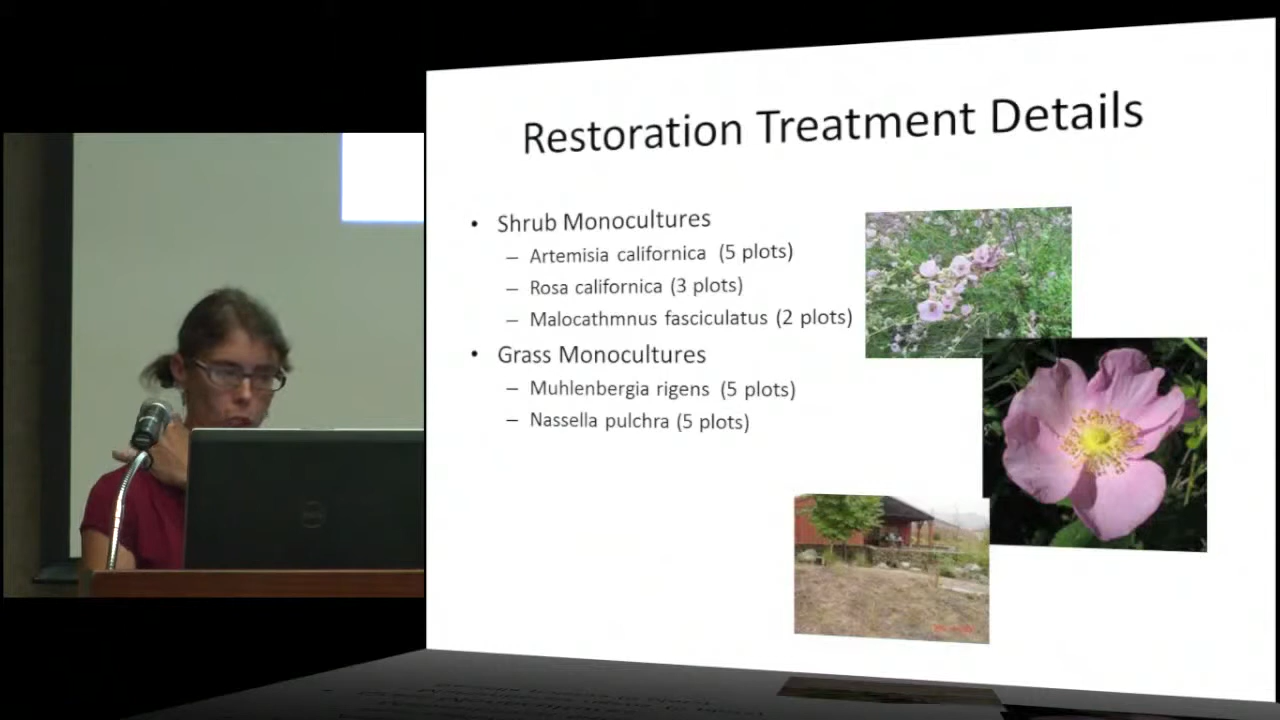 Restoration Treatment Details
• Shrub Monocultures
– Artemisia californica (5 plots)
– Rosa californica (3 plots)
– Malocathmnus fasciculatus (2 plots)
• Grass Monocultures
– Muhlenbergia rigens (5 plots)
– Nassella pulchra (5 plots)